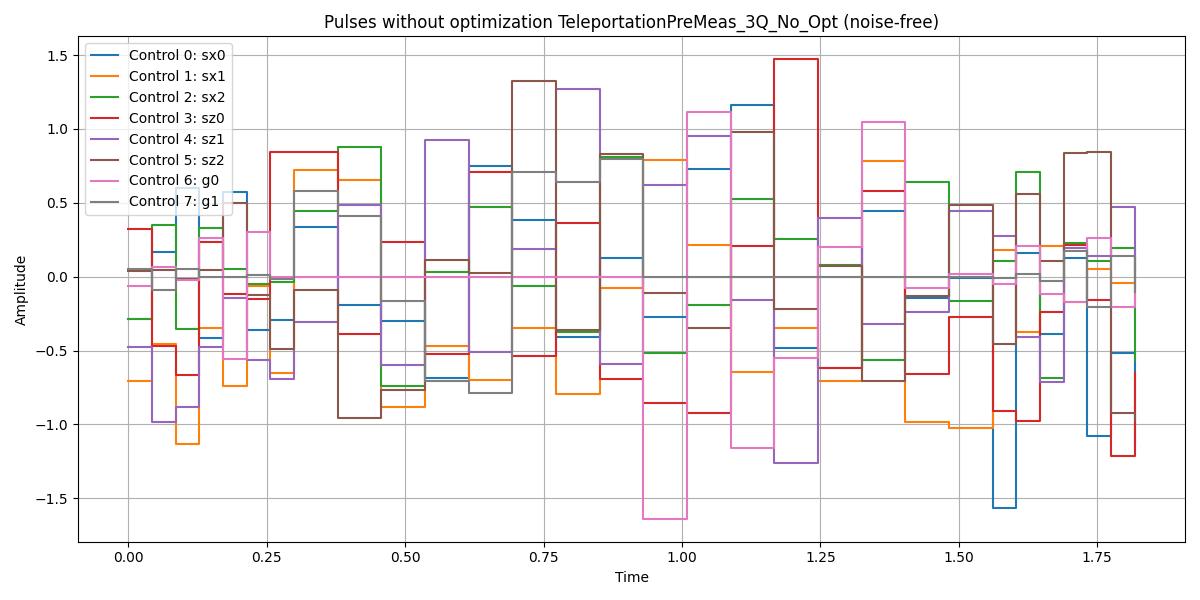 Pulses without optimization TeleportationPreMeas_3Q_No_Opt (noise-free)
Control 0: sx0
Control 1: sx1
Control 2: sx2
Control 3: sz0
Control 4: sz1
Control 5: sz2
Control 6: g0
Control 7: g1
Amplitude
1.5
1.0
0.5
0.0
−0.5
−1.0
−1.5
0.00 0.25 0.50 0.75 1.00 1.25 1.50 1.75
Time